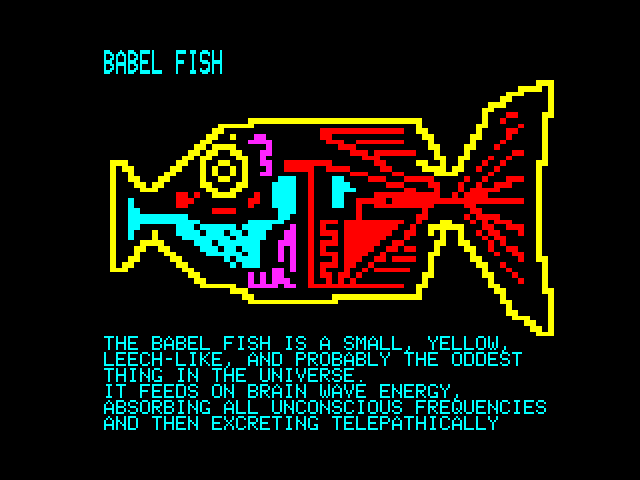 BABEL FISH
THE BABEL FISH IS A SMALL, YELLOW,
LEECH-LIKE, AND PROBABLY THE ODDEST
THING IN THE UNIVERSE.
IT FEEDS ON BRAIN WAVE ENERGY,
ABSORBING ALL UNCONSCIOUS FREQUENCIES
AND THEN EXCRETING TELEPATHICALLY